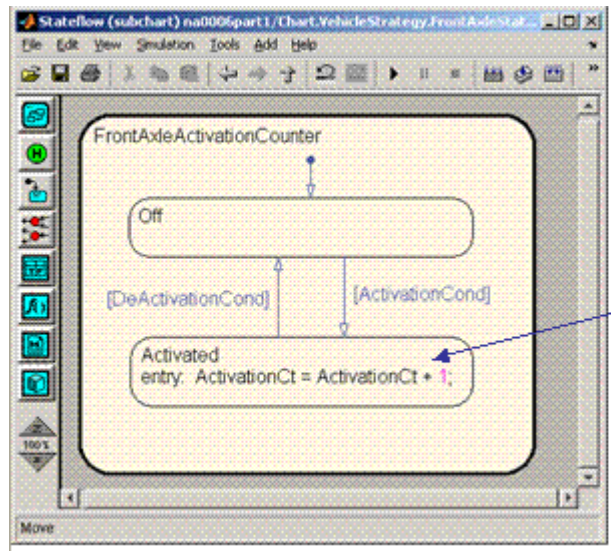 Stateflow (subchart) na0006part1/Chart.VehicleStrategy.FrontAxleStat...
File Edit View Simulation Tools Add Help
FrontAxleActivationCounter
Off
[DeActivationCond]
[ActivationCond]
Activated
entry: ActivationCt = ActivationCt + 1;
100%
Move